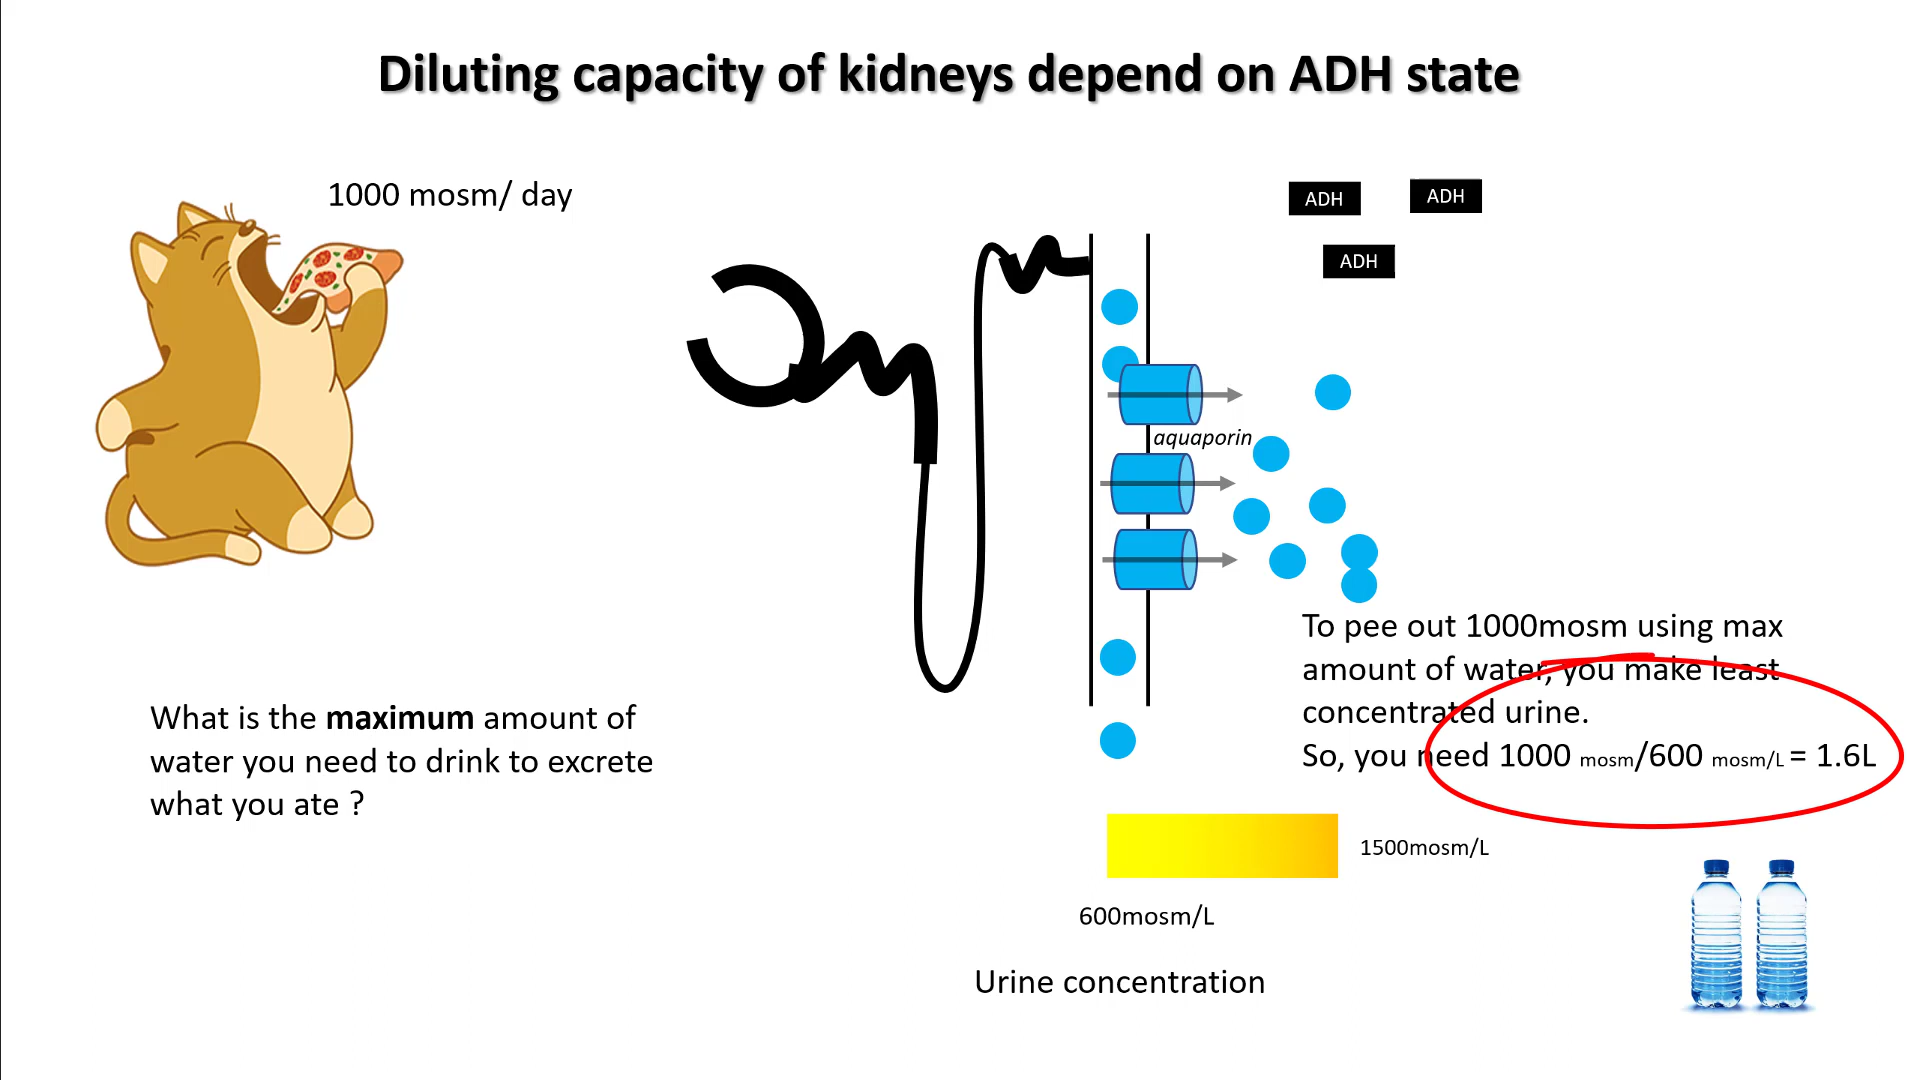 Diluting capacity of kidneys depend on ADH state
1000 mosm/ day
ADH
ADH
ADH
aquaporin
What is the maximum amount of
water you need to drink to excrete
what you ate ?
To pee out 1000mosm using max
amount of water, you make least
concentrated urine.
So, you need 1000 mosm/600 mosm/L = 1.6L
1500mosm/L
600mosm/L
Urine concentration